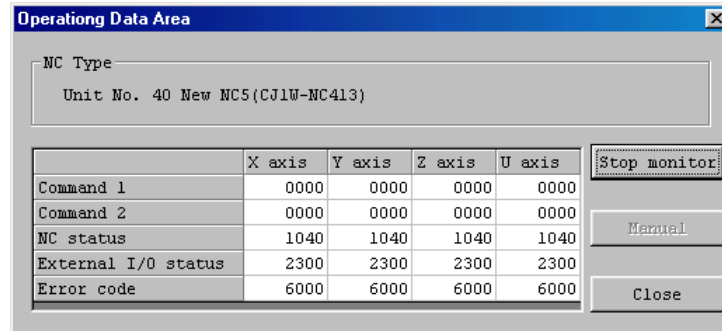 Operationg Data Area
NC Type
Unit No. 40 New NC5(CJ1W-NC413)
X axis Y axis Z axis U axis
Command 1 0000 0000 0000 0000
Command 2 0000 0000 0000 0000
NC status 1040 1040 1040 1040
External I/O status 2300 2300 2300 2300
Error code 6000 6000 6000 6000
Stop monitor
Manual
Close